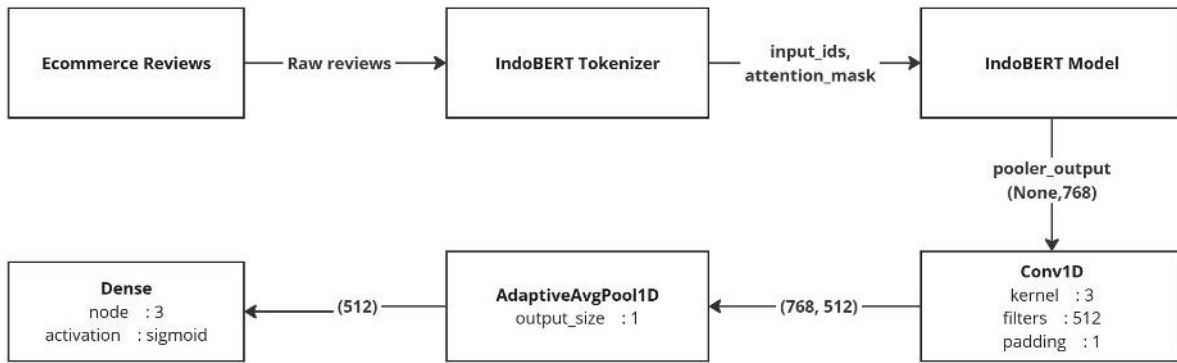 Ecommerce Reviews
Raw reviews
IndoBERT Tokenizer
input_ids,
attention_mask
IndoBERT Model
pooler_output
(None,768)
Conv1D
kernel : 3
filters : 512
padding : 1
(768, 512)
AdaptiveAvgPool1D
output_size : 1
(512)
Dense
node : 3
activation : sigmoid